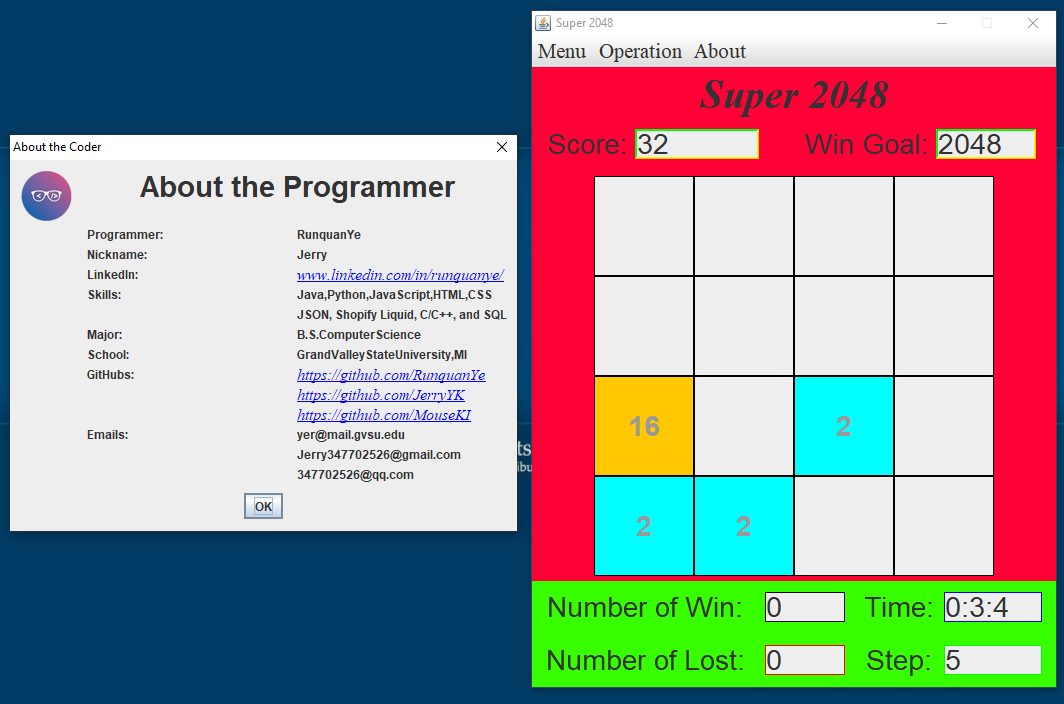 About the Coder
About the Programmer
Programmer: RunquanYe
Nickname: Jerry
LinkedIn: www.linkedin.com/in/runquanye/
Skills: Java,Python,JavaScript,HTML,CSS
JSON, Shopify Liquid, C/C++, and SQL
Major: B.S.ComputerScience
School: GrandValleyStateUniversity,MI
GitHubs: https://github.com/RunquanYe
https://github.com/JerryYK
https://github.com/MouseKI
Emails: yer@mail.gvsu.edu
Jerry347702526@gmail.com
347702526@qq.com
OK
Super 2048
Menu Operation About
Super 2048
Score: 32 Win Goal: 2048
16 2
2 2
Number of Win: 0 Time: 0:3:4
Number of Lost: 0 Step: 5